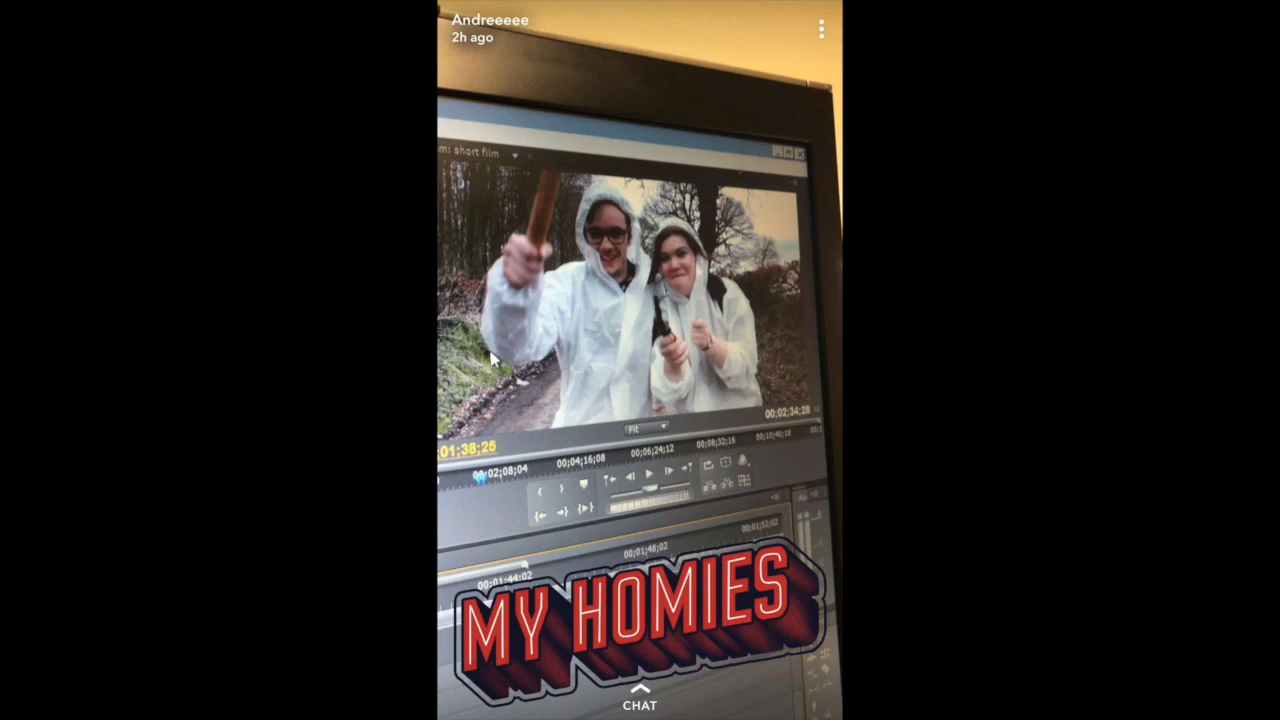 Andreeeee
2h ago
m: short film
00;02;34;28
Fit
01;38;25
00;02;08;04
00;04;16;08
00;06;24;12
00;08;32;16
00;10;40;18
00;1
00;01;44;02
00;01;48;02
00;01;52;02
MY HOMIES
CHAT